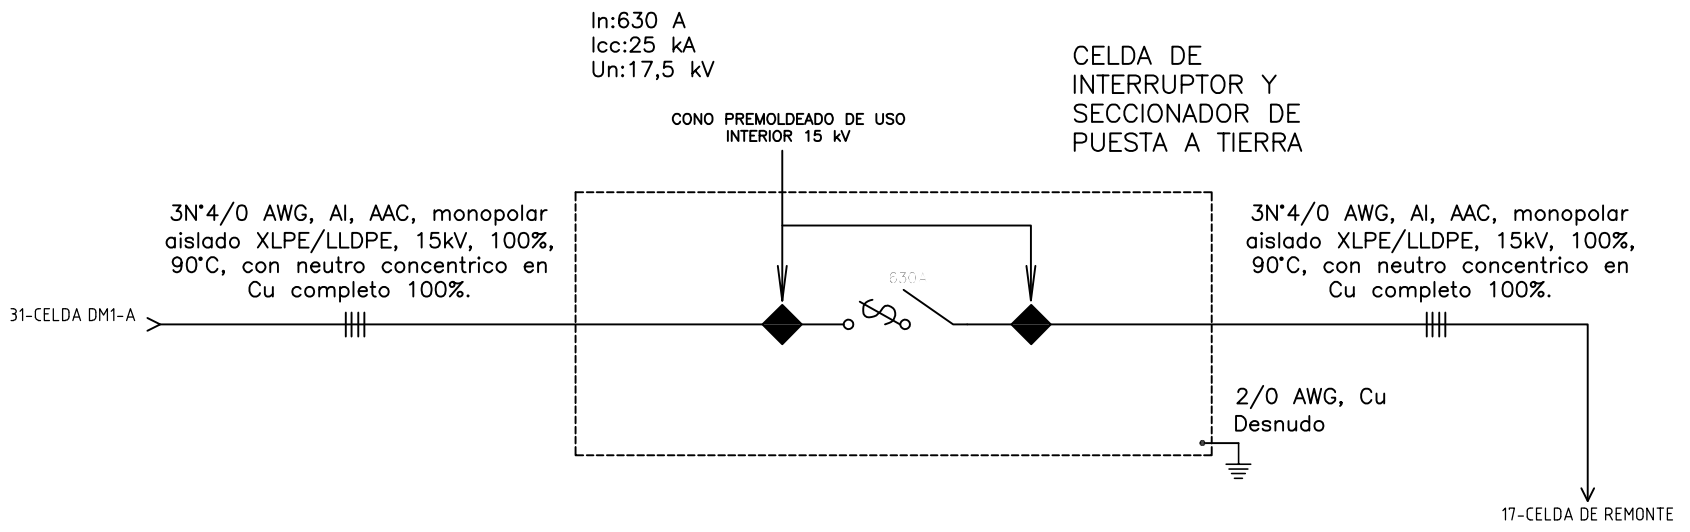 In:630 A
Icc:25 kA
Un:17,5 kV
CELDA DE
INTERRUPTOR Y
SECCIONADOR DE
PUESTA A TIERRA
CONO PREMOLDEADO DE USO
INTERIOR 15 kV
3N°4/0 AWG, Al, AAC, monopolar
aislado XLPE/LLDPE, 15kV, 100%,
90°C, con neutro concentrico en
Cu completo 100%.
3N°4/0 AWG, Al, AAC, monopolar
aislado XLPE/LLDPE, 15kV, 100%,
90°C, con neutro concentrico en
Cu completo 100%.
630A
31-CELDA DM1-A
2/0 AWG, Cu
Desnudo
17-CELDA DE REMONTE